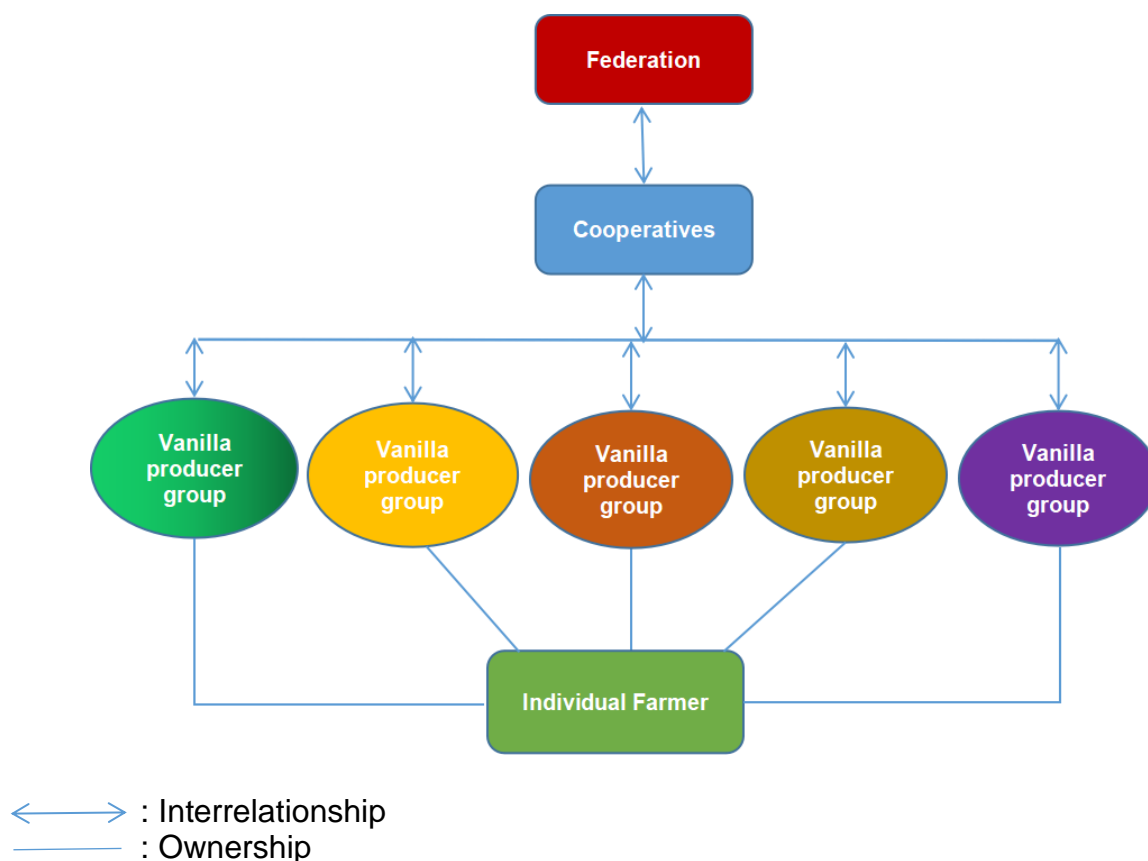 Federation
Cooperatives
Vanilla
producer
group
Vanilla
producer
group
Vanilla
producer
group
Vanilla
producer
group
Vanilla
producer
group
Individual Farmer
: Interrelationship
: Ownership